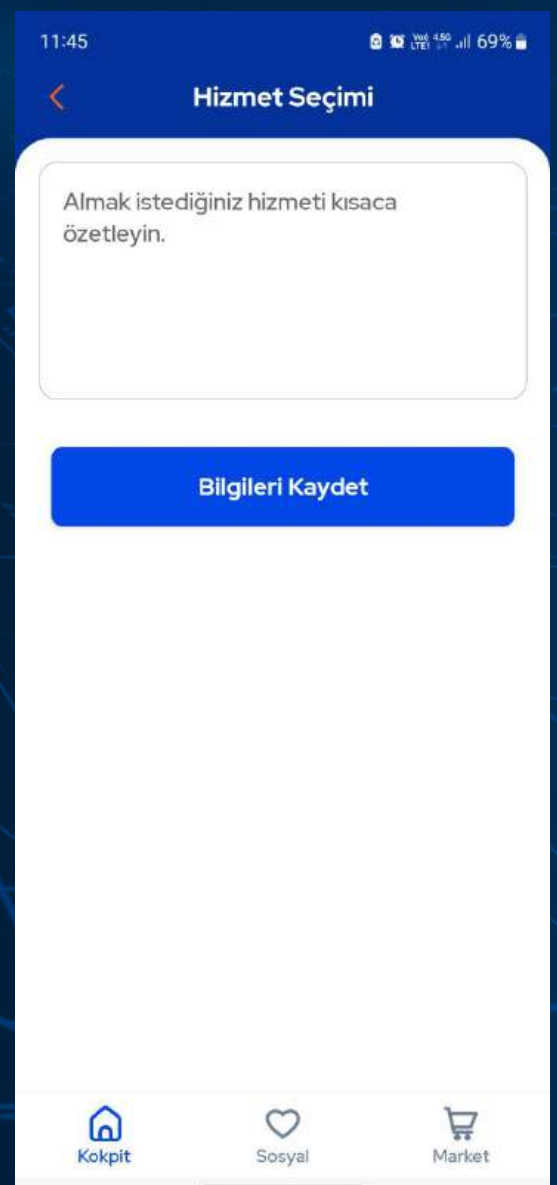 11:45
69%
Hizmet Seçimi
Almak istediğiniz hizmeti kısaca
özetleyin.
Bilgileri Kaydet
Kokpit
Sosyal
Market